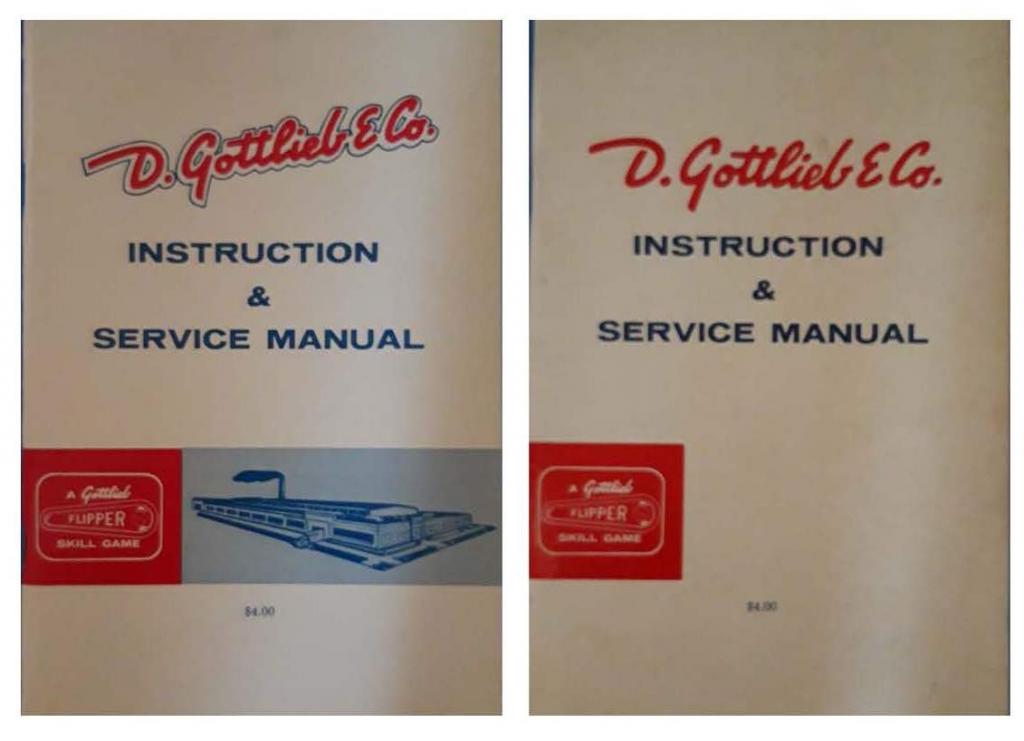 D. Gottlieb & Co.
INSTRUCTION
&
SERVICE MANUAL
A Gottlieb
FLIPPER
SKILL GAME
$4.00
D. Gottlieb & Co.
INSTRUCTION
&
SERVICE MANUAL
A Gottlieb
FLIPPER
SKILL GAME
$4.00